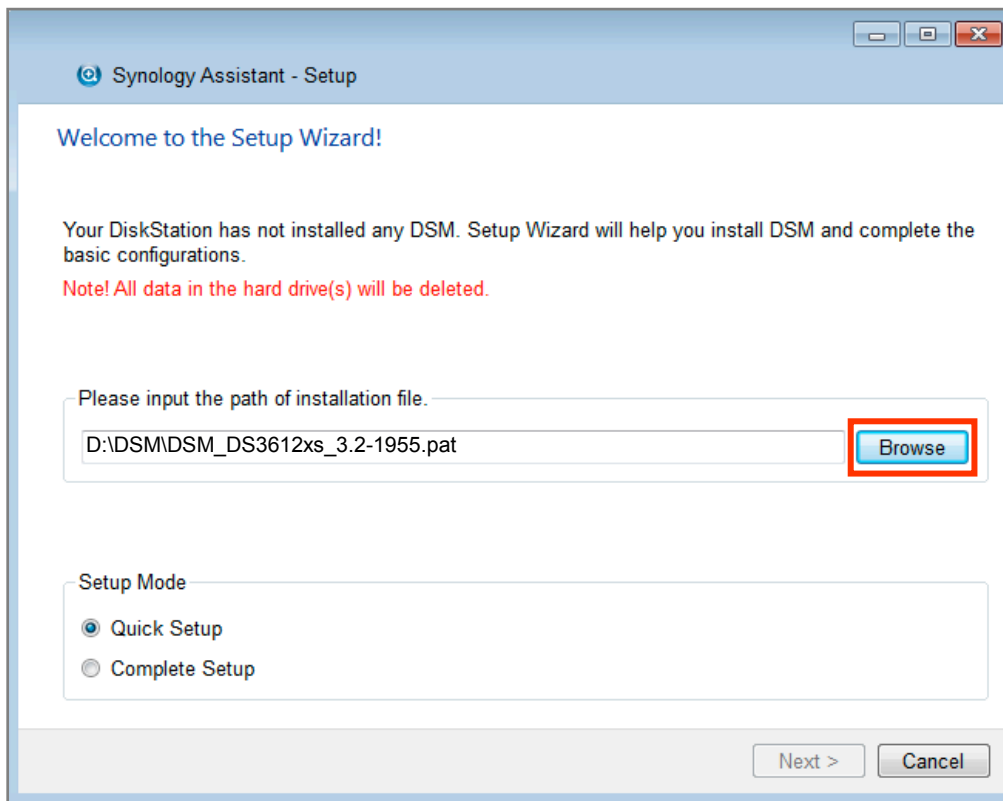 Synology Assistant - Setup
Welcome to the Setup Wizard!
Your DiskStation has not installed any DSM. Setup Wizard will help you install DSM and complete the
basic configurations.
Note! All data in the hard drive(s) will be deleted.
Please input the path of installation file.
D:\DSM\DSM_DS3612xs_3.2-1955.pat
Browse
Setup Mode
Quick Setup
Complete Setup
Next >
Cancel